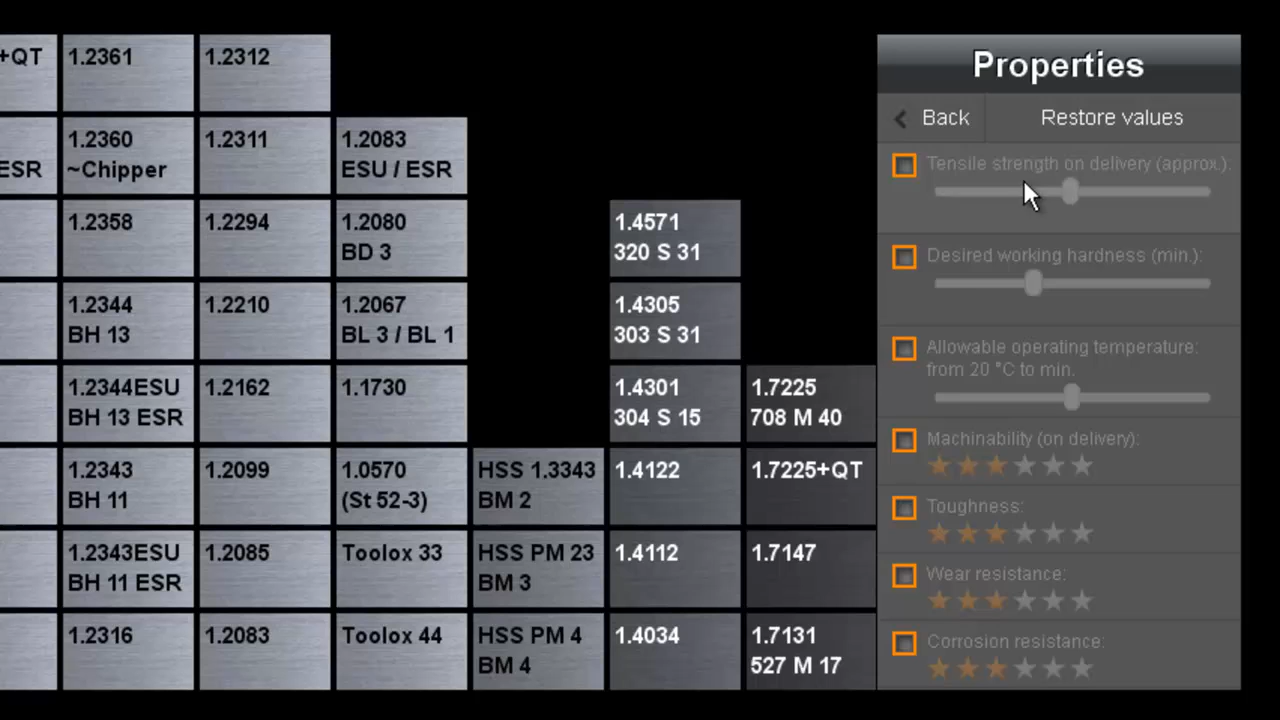 +QT
1.2361
1.2312
ESR
1.2360
~Chipper
1.2311
1.2083
ESU / ESR
1.2358
1.2294
1.2080
BD 3
1.4571
320 S 31
1.2344
BH 13
1.2210
1.2067
BL 3 / BL 1
1.4305
303 S 31
1.2344ESU
BH 13 ESR
1.2162
1.1730
1.4301
304 S 15
1.7225
708 M 40
1.2343
BH 11
1.2099
1.0570
(St 52-3)
HSS 1.3343
BM 2
1.4122
1.7225+QT
1.2343ESU
BH 11 ESR
1.2085
Toolox 33
HSS PM 23
BM 3
1.4112
1.7147
1.2316
1.2083
Toolox 44
HSS PM 4
BM 4
1.4034
1.7131
527 M 17
Properties
Back
Restore values
Tensile strength on delivery (approx.):
Desired working hardness (min.):
Allowable operating temperature:
from 20 °C to min.
Machinability (on delivery):
Toughness:
Wear resistance:
Corrosion resistance: